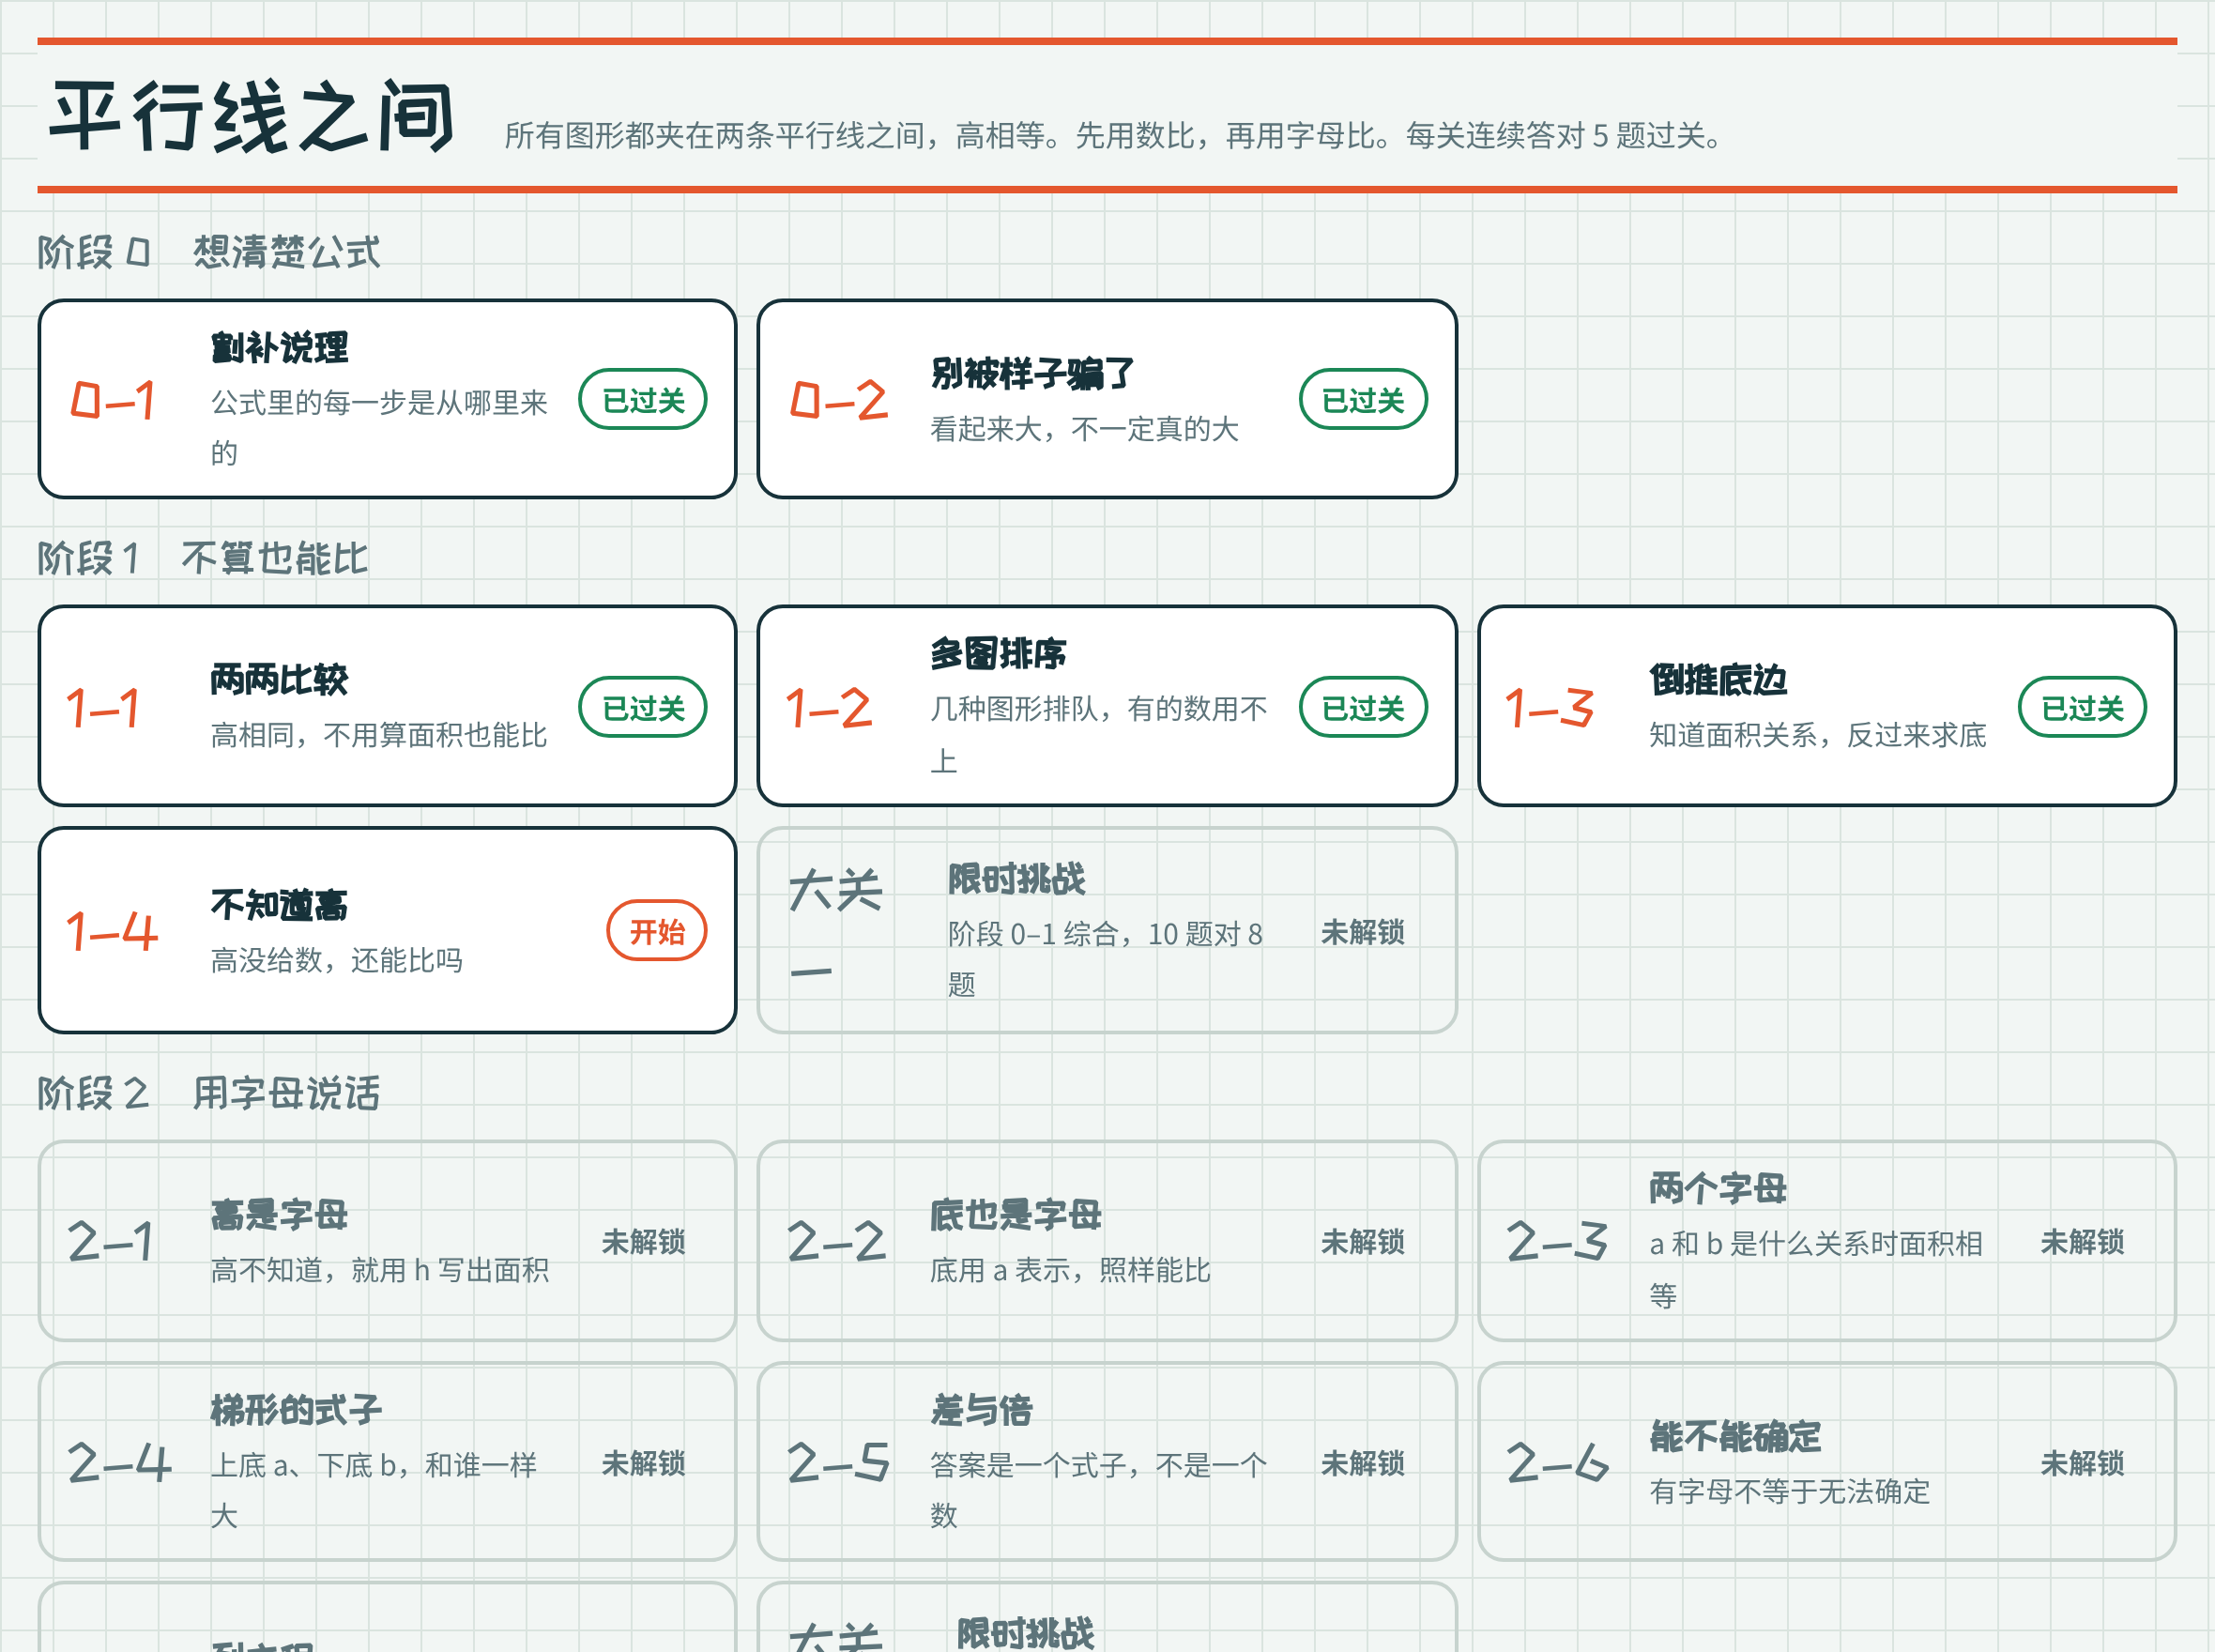 平行线之间
所有图形都夹在两条平行线之间，高相等。先用数比，再用字母比。每关连续答对 5 题过关。
阶段 0 想清楚公式
0-1
割补说理
公式里的每一步是从哪里来
的
已过关
0-2
别被样子骗了
看起来大，不一定真的大
已过关
阶段 1 不算也能比
1-1
两两比较
高相同，不用算面积也能比
已过关
1-2
多图排序
几种图形排队，有的数用不
上
已过关
1-3
倒推底边
知道面积关系，反过来求底
已过关
1-4
不知道高
高没给数，还能比吗
开始
大关
一
限时挑战
阶段 0–1 综合，10 题对 8
题
未解锁
阶段 2 用字母说话
2-1
高是字母
高不知道，就用 h 写出面积
未解锁
2-2
底也是字母
底用 a 表示，照样能比
未解锁
2-3
两个字母
a 和 b 是什么关系时面积相
等
未解锁
2-4
梯形的式子
上底 a、下底 b，和谁一样
大
未解锁
2-5
差与倍
答案是一个式子，不是一个
数
未解锁
2-6
能不能确定
有字母不等于无法确定
未解锁
大关
限时挑战